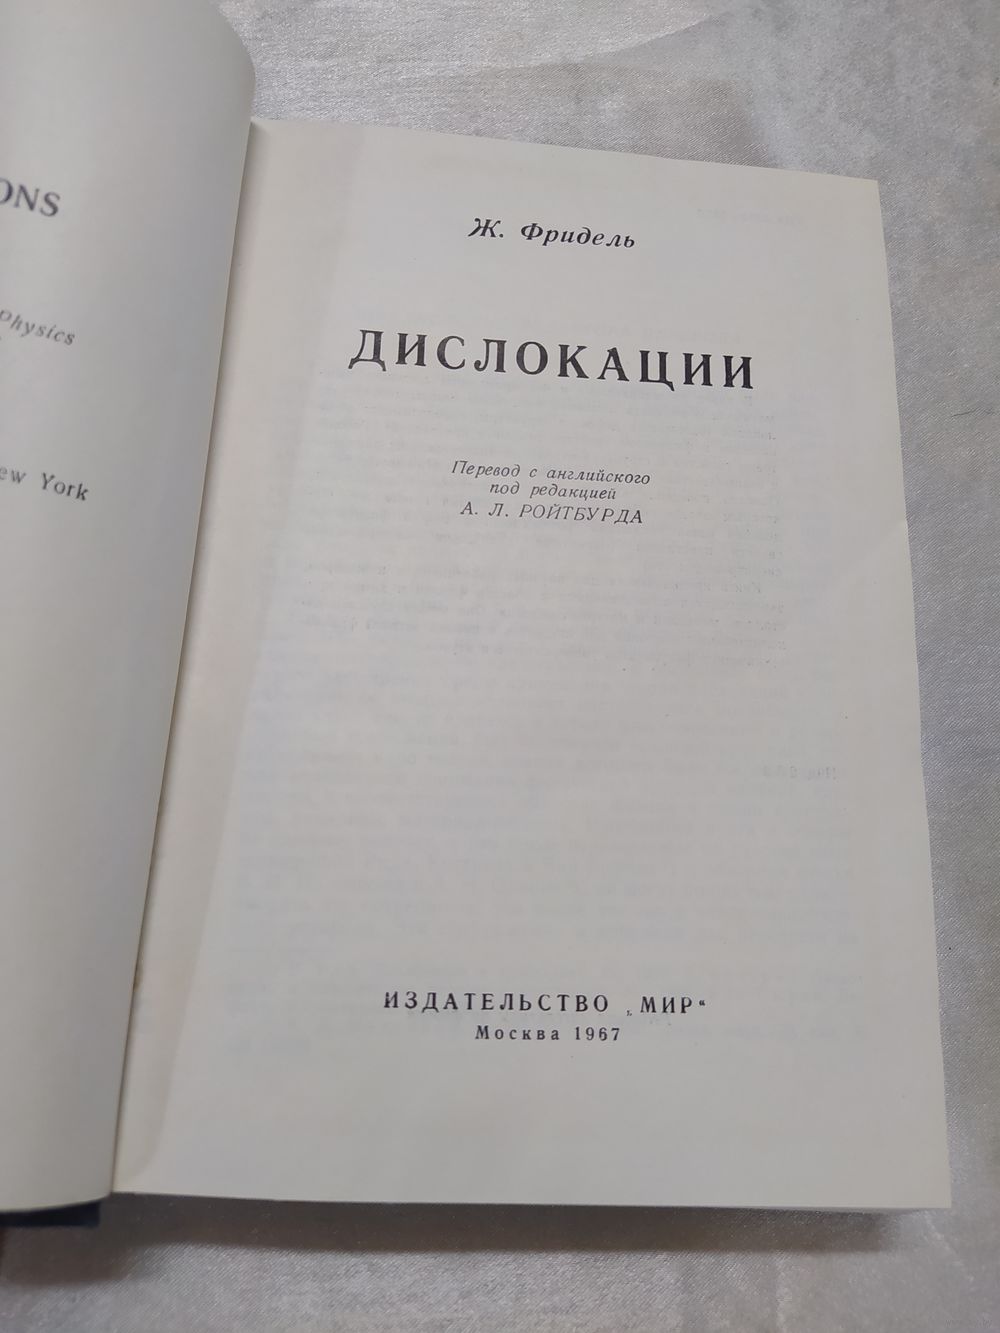 ONS
Physics
ew York
Ж. Фридель
ДИСЛОКАЦИИ
Перевод с английского
под редакцией
А. Л. РОЙТБУРДА
ИЗДАТЕЛЬСТВО „МИР“
Москва 1967